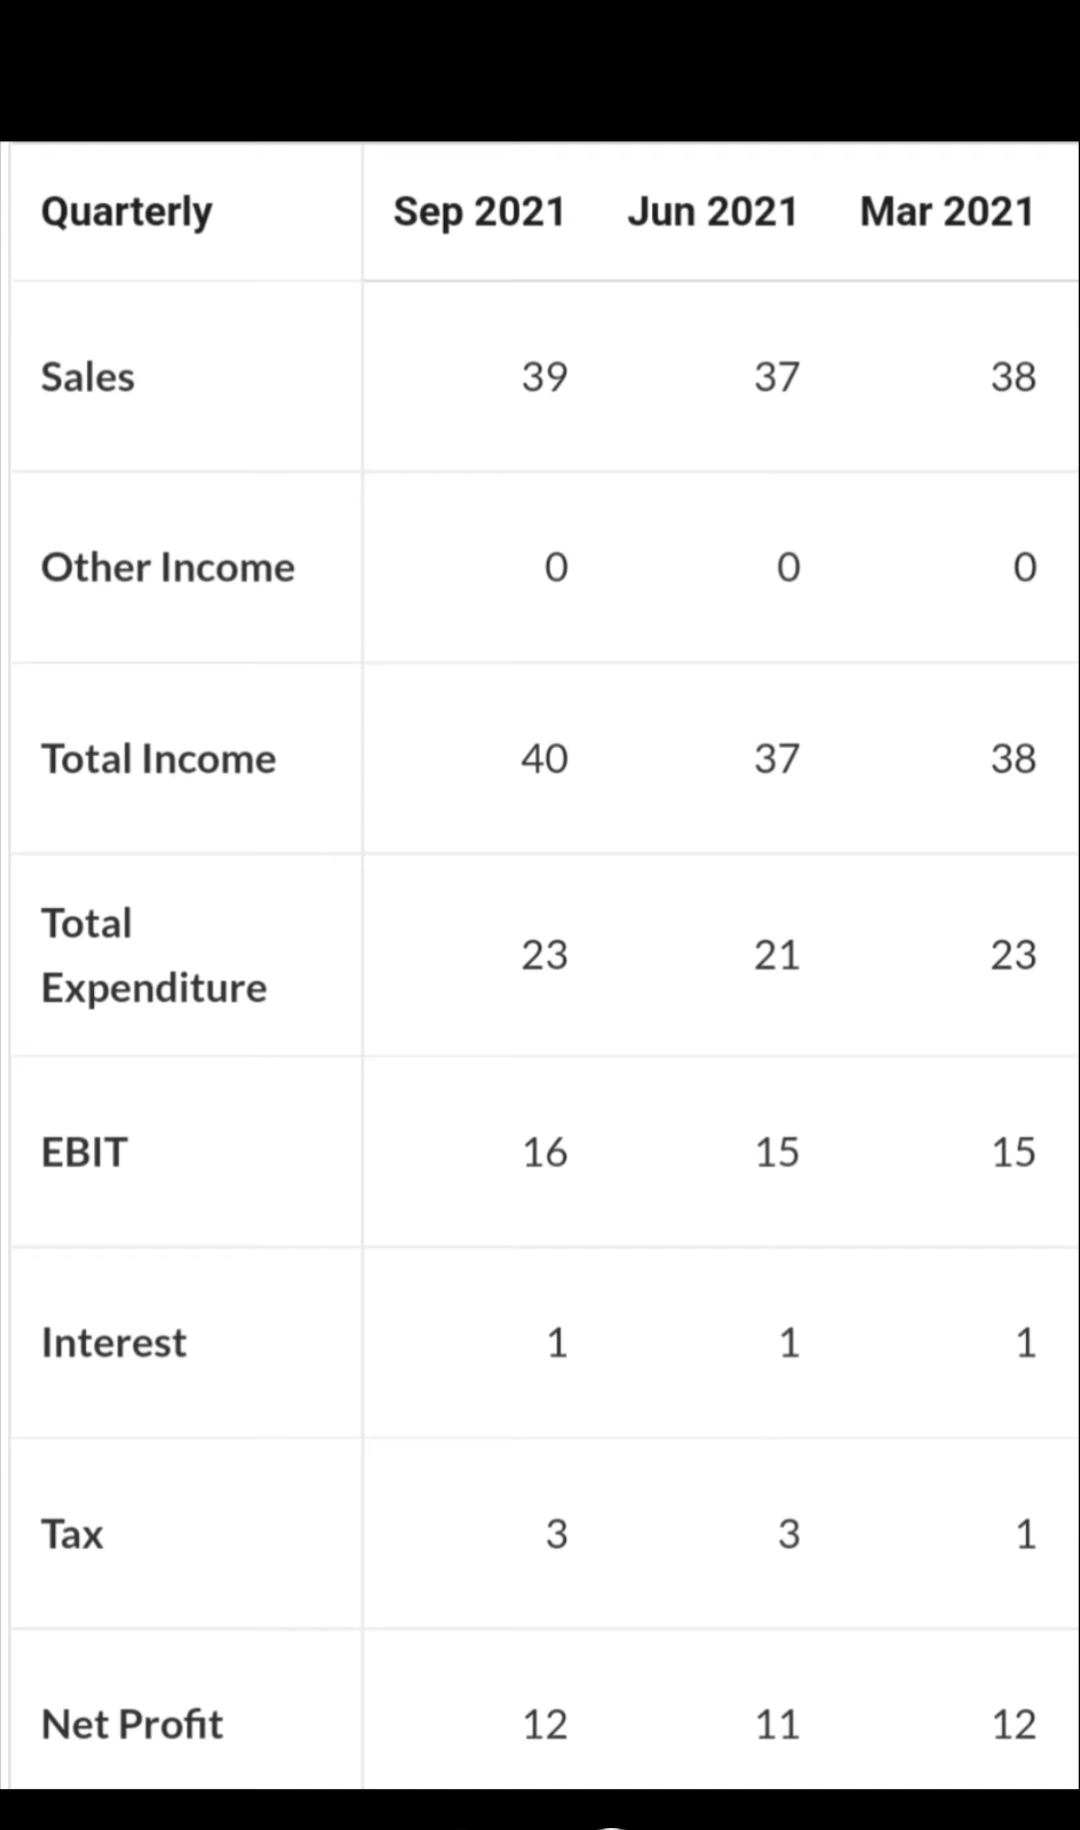 Quarterly Sep 2021 Jun 2021 Mar 2021
Sales 39 37 38
Other Income 0 0 0
Total Income 40 37 38
Total
Expenditure 23 21 23
EBIT 16 15 15
Interest 1 1 1
Tax 3 3 1
Net Profit 12 11 12